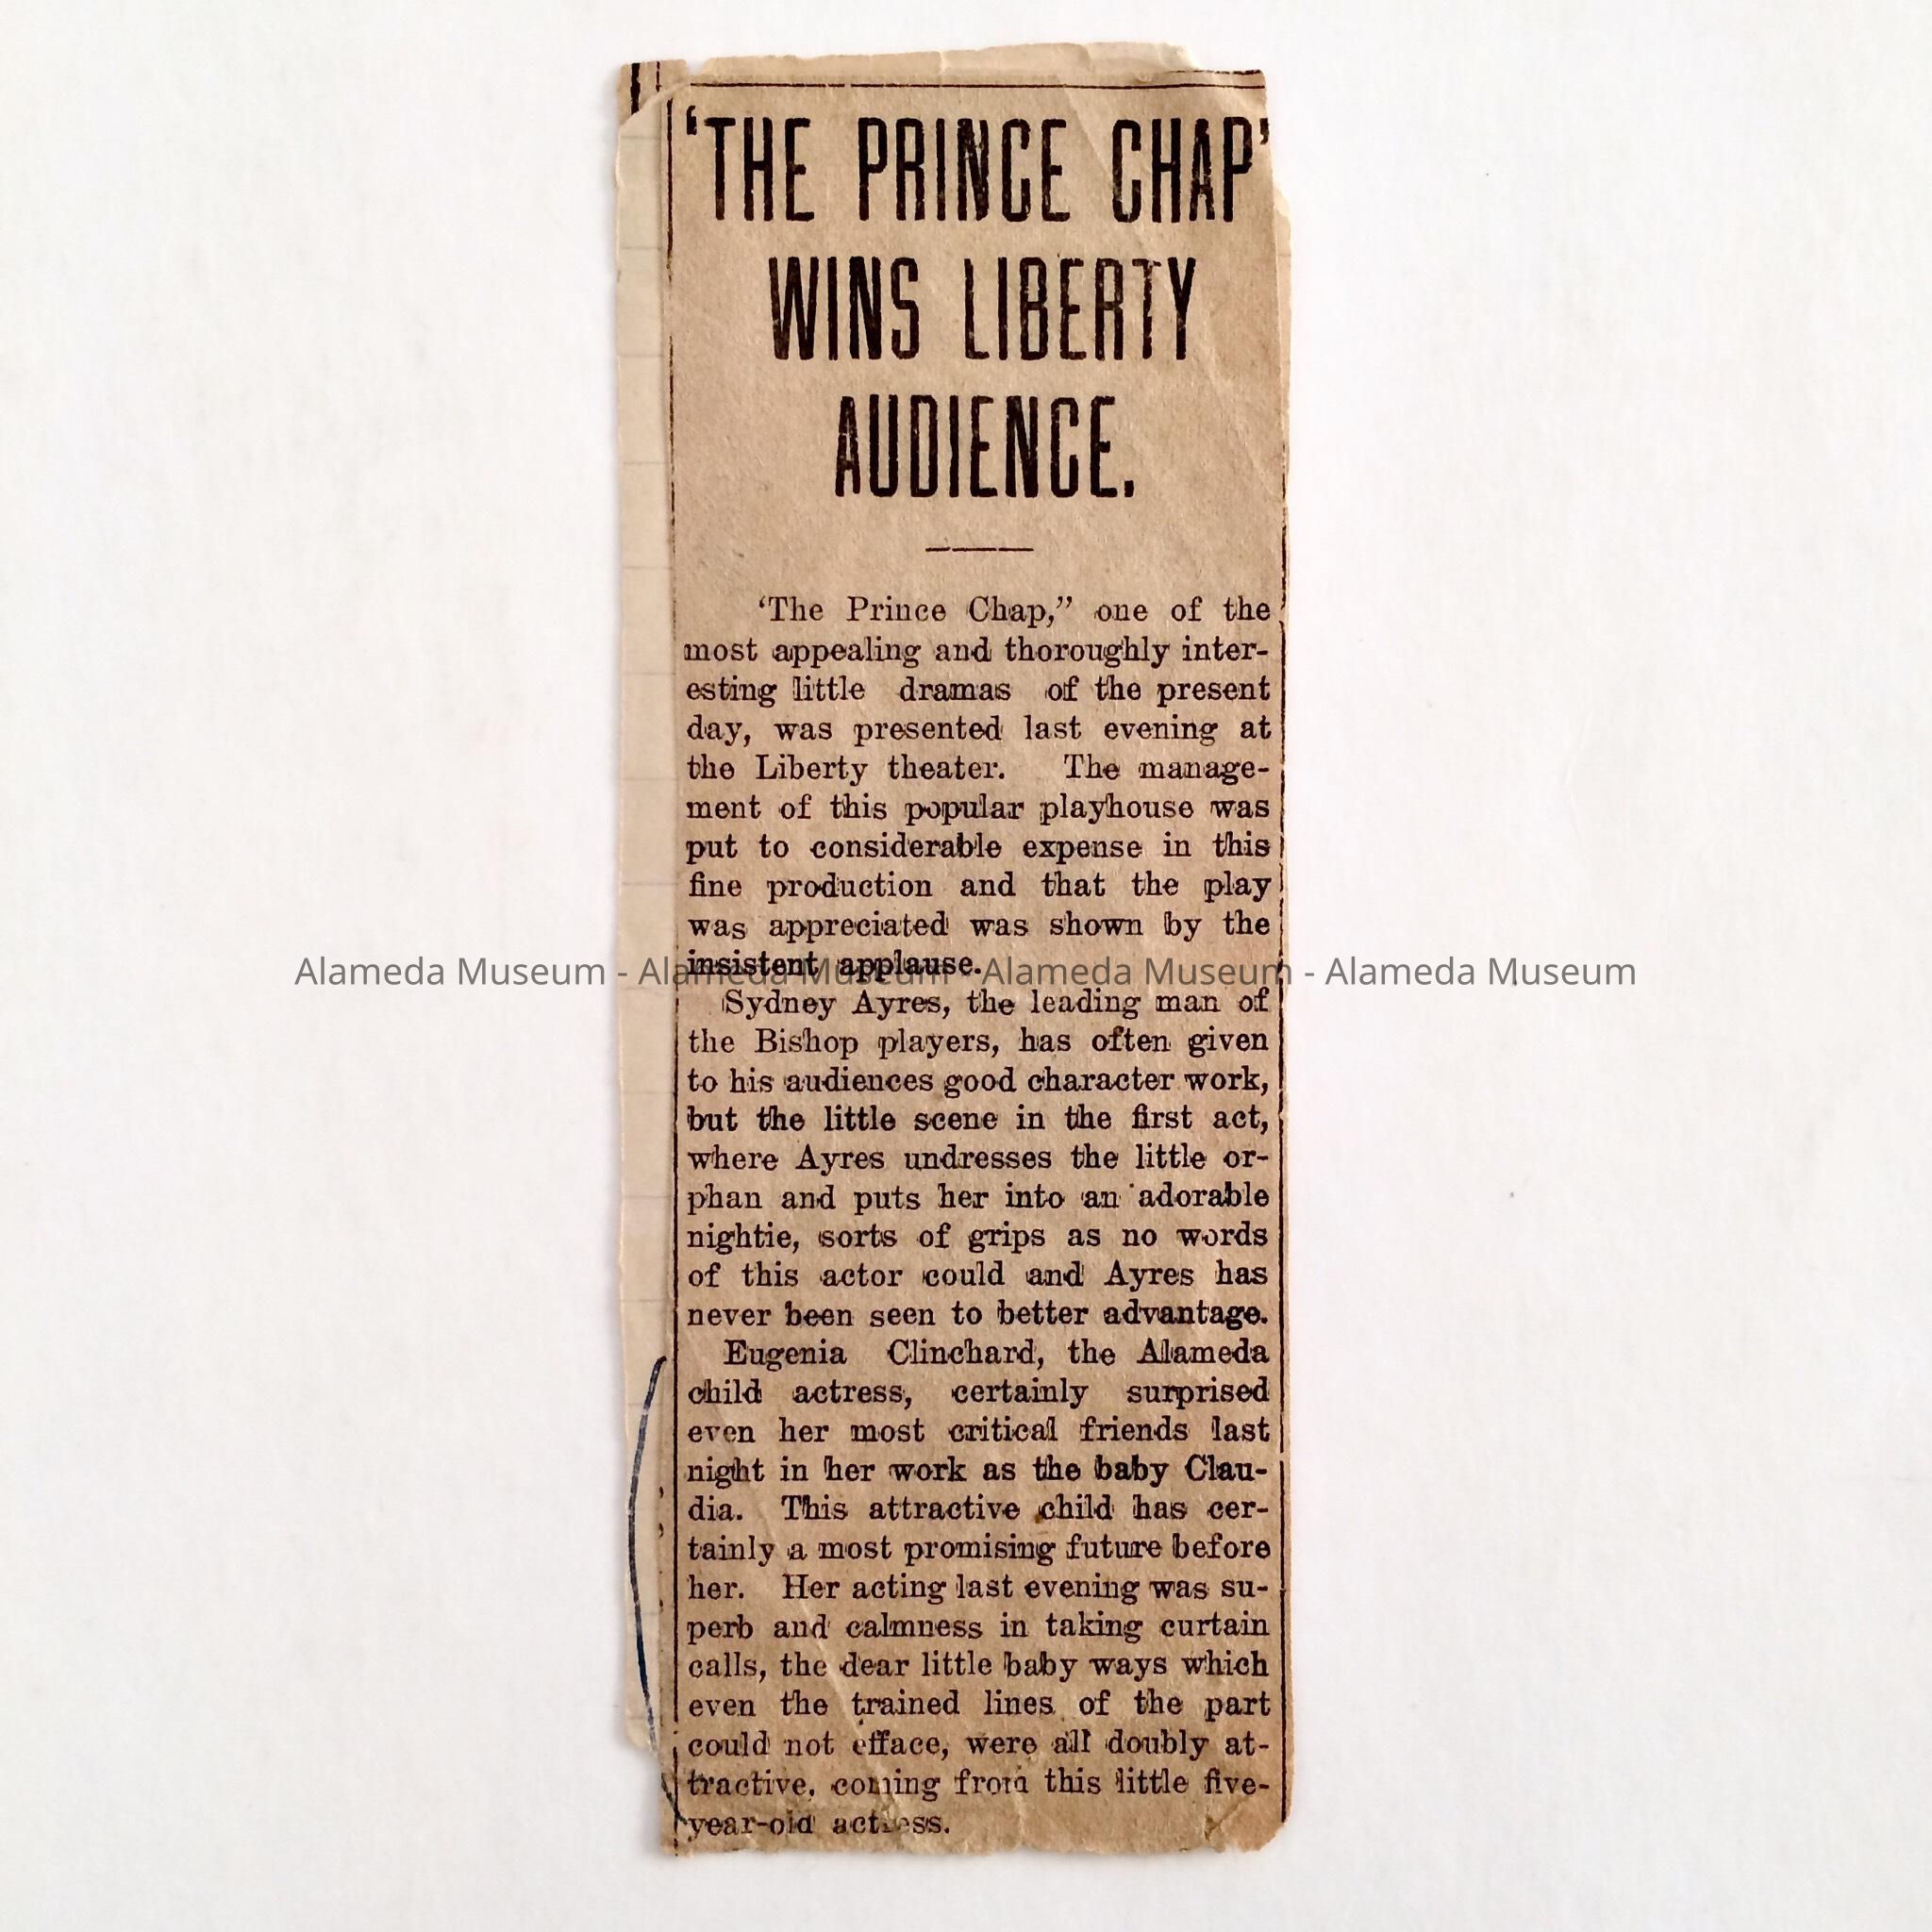 ‘THE PRINCE CHAP’
WINS LIBERTY
AUDIENCE.
‘The Prince Chap,” one of the
most appealing and thoroughly inter-
esting little dramas of the present
day, was presented last evening at
the Liberty theater. The manage-
ment of this popular playhouse was
put to considerable expense in this
fine production and that the play
was appreciated was shown by the
insistent applause.
Alameda Museum - Alameda Museum - Alameda Museum - Alameda Museum
Sydney Ayres, the leading man of
the Bishop players, has often given
to his audiences good character work,
but the little scene in the first act,
where Ayres undresses the little or-
phan and puts her into an adorable
nightie, sorts of grips as no words
of this actor could and Ayres has
never been seen to better advantage.
Eugenia Clinchard, the Alameda
child actress, certainly surprised
even her most critical friends last
night in her work as the baby Clau-
dia. This attractive child has cer-
tainly a most promising future before
her. Her acting last evening was su-
perb and calmness in taking curtain
calls, the dear little baby ways which
even the trained lines of the part
could not efface, were all doubly at-
tractive, coming from this little five-
year-old actress.